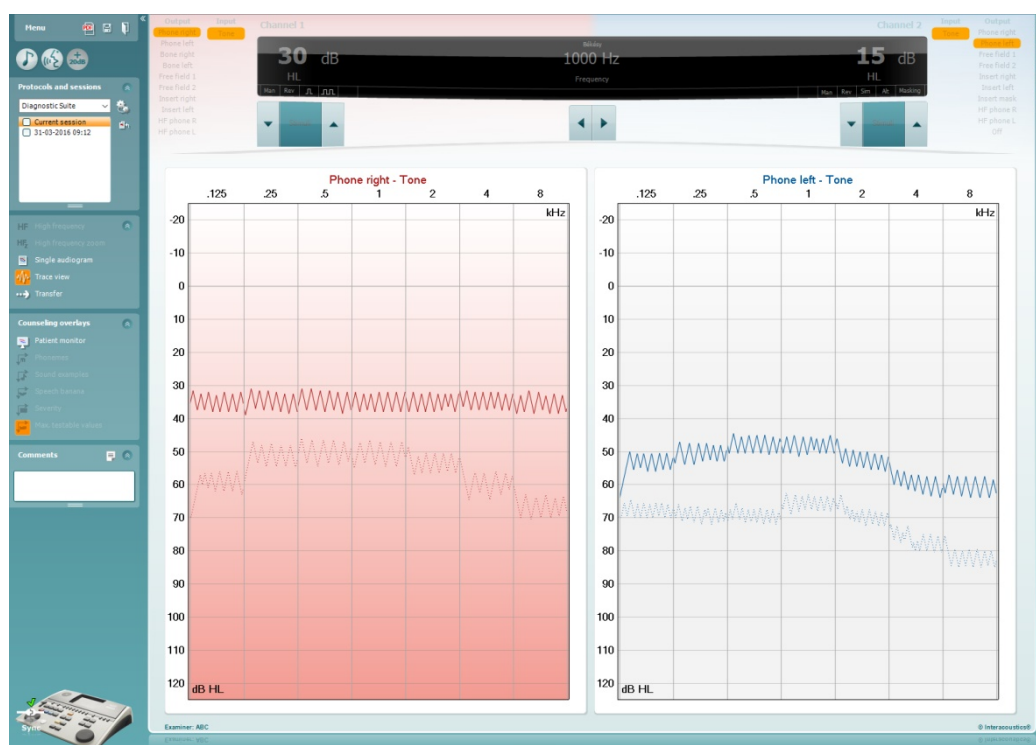 Menu
PDF
+
20dB
Protocols and sessions
Diagnostic Suite
Current session
31-03-2016 09:12
HF High frequency
HFz High frequency zoom
Single audiogram
Trace view
Transfer
Counseling overlays
Patient monitor
Phonemes
Sound examples
Speech banana
Severity
Max. testable values
Comments
Sync
Output
Phone right
Phone left
Bone right
Bone left
Free field 1
Free field 2
Insert right
Insert left
HF phone R
HF phone L
Input
Tone
Channel 1
30 dB
HL
Man Rev
1000 Hz
Frequency
15 dB
HL
Man Rev Sim Alt Masking
Channel 2
Input
Tone
Output
Phone right
Phone left
Free field 1
Free field 2
Insert right
Insert left
Insert mask
HF phone R
HF phone L
Off
Phone right - Tone
.125 .25 .5 1 2 4 8
kHz
-20
-10
0
10
20
30
40
50
60
70
80
90
100
110
120
dB HL
Phone left - Tone
.125 .25 .5 1 2 4 8
kHz
-20
-10
0
10
20
30
40
50
60
70
80
90
100
110
120
dB HL
Examiner: ABC
© Interacoustics®